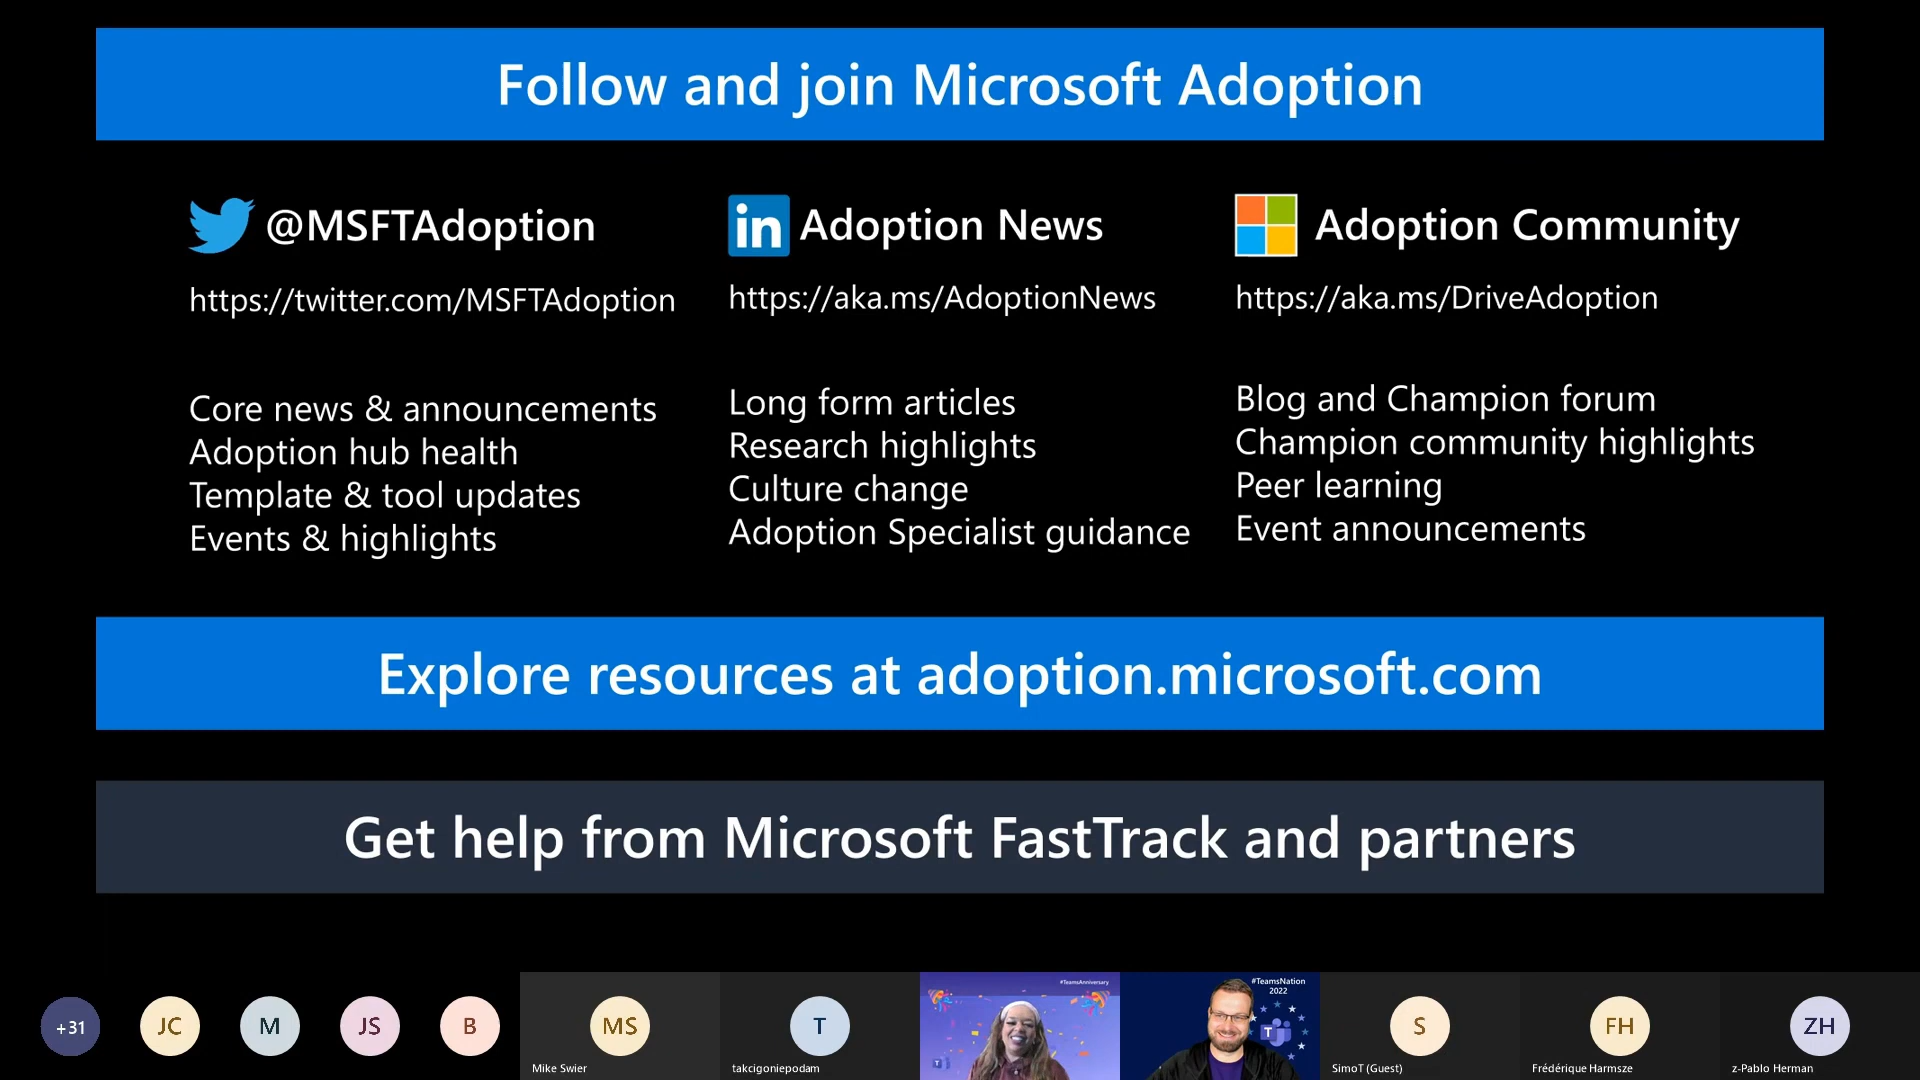 Follow and join Microsoft Adoption
@MSFTAdoption
https://twitter.com/MSFTAdoption
Core news & announcements
Adoption hub health
Template & tool updates
Events & highlights
in Adoption News
https://aka.ms/AdoptionNews
Long form articles
Research highlights
Culture change
Adoption Specialist guidance
Adoption Community
https://aka.ms/DriveAdoption
Blog and Champion forum
Champion community highlights
Peer learning
Event announcements
Explore resources at adoption.microsoft.com
Get help from Microsoft FastTrack and partners
+31
JC
M
JS
B
MS
Mike Swier
T
takcigoniepodam
#TeamsAnniversary
#TeamsNation
2022
T
S
SimoT (Guest)
FH
Frédérique Harmsze
ZH
z-Pablo Herman